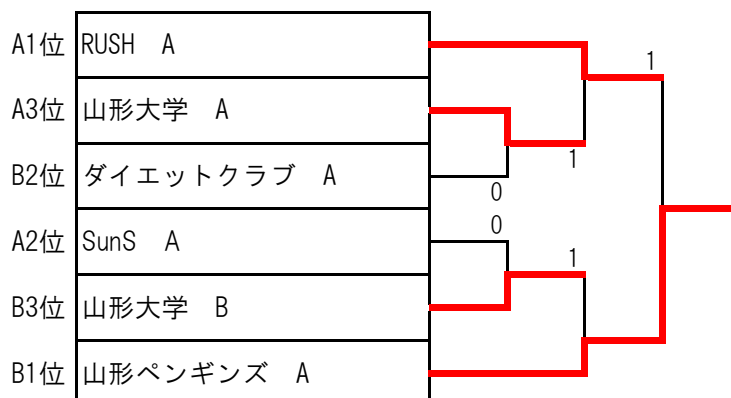 A1位 RUSH　A
A3位 山形大学　A
B2位 ダイエットクラブ　A
A2位 SunS　A
B3位 山形大学　B
B1位 山形ペンギンズ　A
1
1
0
0
1